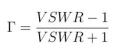 Γ = (VSWR − 1) / (VSWR + 1)